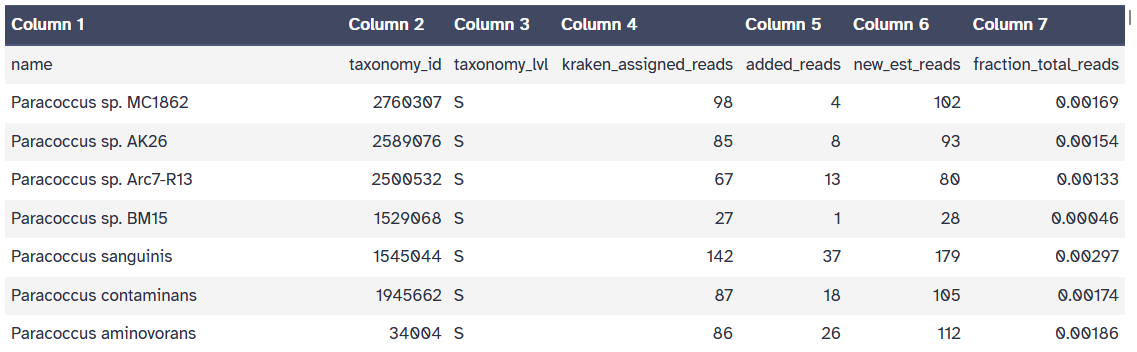 Column 1 Column 2 Column 3 Column 4 Column 5 Column 6 Column 7
name taxonomy_id taxonomy_lvl kraken_assigned_reads added_reads new_est_reads fraction_total_reads
Paracoccus sp. MC1862 2760307 S 98 4 102 0.00169
Paracoccus sp. AK26 2589076 S 85 8 93 0.00154
Paracoccus sp. Arc7-R13 2500532 S 67 13 80 0.00133
Paracoccus sp. BM15 1529068 S 27 1 28 0.00046
Paracoccus sanguinis 1545044 S 142 37 179 0.00297
Paracoccus contaminans 1945662 S 87 18 105 0.00174
Paracoccus aminovorans 34004 S 86 26 112 0.00186